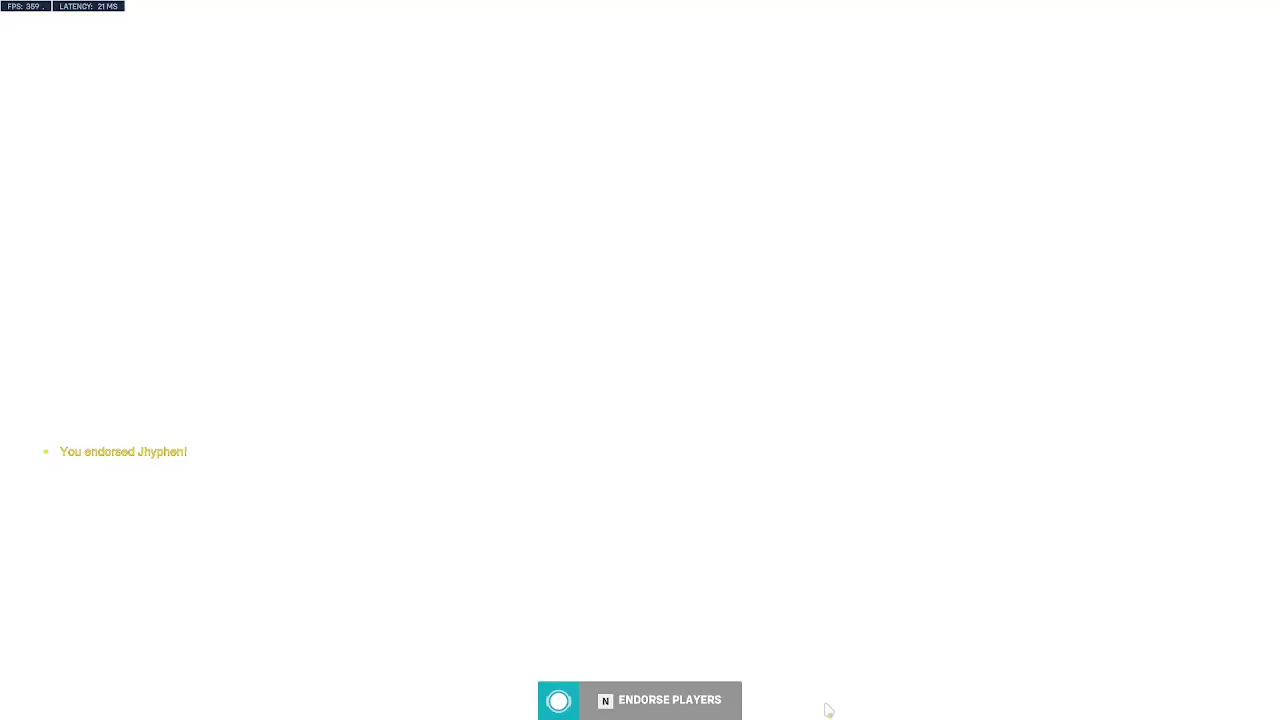 FPS: 359 . LATENCY: 21 MS
You endorsed Jhyphen!
N ENDORSE PLAYERS